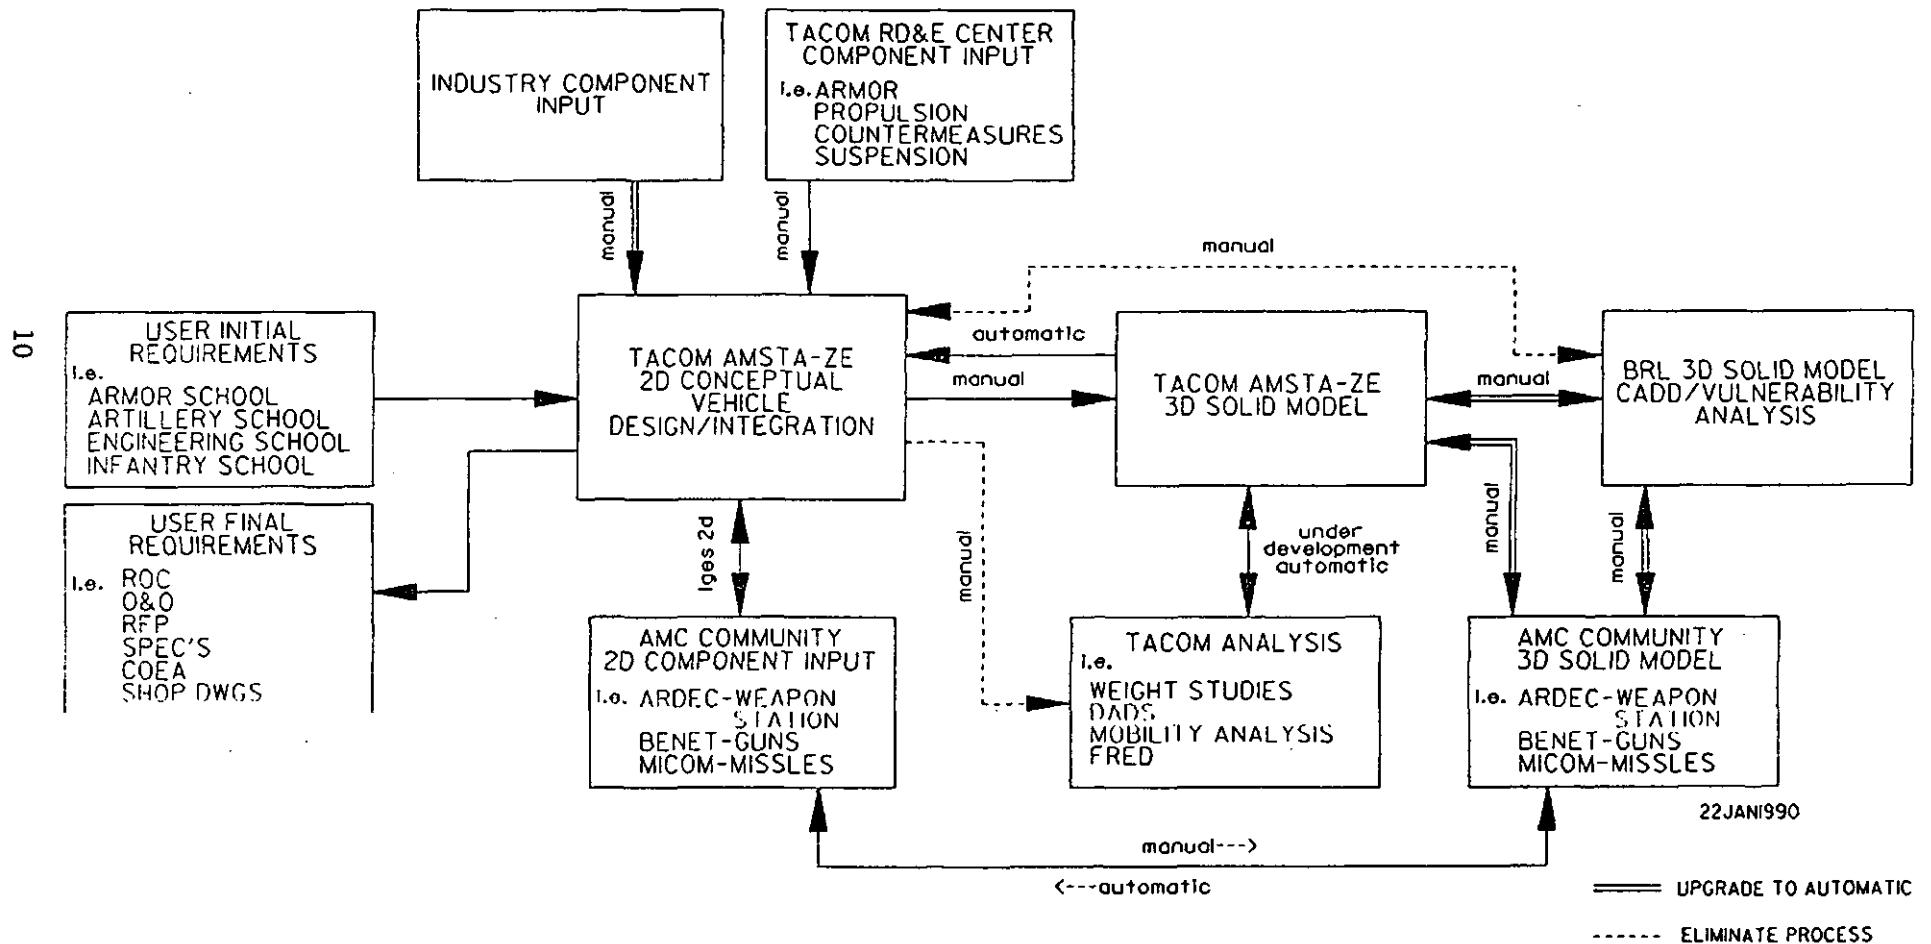 INDUSTRY COMPONENT
INPUT
TACOM RD&E CENTER
COMPONENT INPUT
i.e. ARMOR
PROPULSION
COUNTERMEASURES
SUSPENSION
manual
manual
manual
10
USER INITIAL
REQUIREMENTS
i.e.
ARMOR SCHOOL
ARTILLERY SCHOOL
ENGINEERING SCHOOL
INFANTRY SCHOOL
TACOM AMSTA-ZE
2D CONCEPTUAL
VEHICLE
DESIGN/INTEGRATION
automatic
manual
TACOM AMSTA-ZE
3D SOLID MODEL
manual
BRL 3D SOLID MODEL
CADD/VULNERABILITY
ANALYSIS
USER FINAL
REQUIREMENTS
i.e. ROC
O&O
RFP
SPEC'S
COEA
SHOP DWGS
Iges 2d
manual
under
development
automatic
manual
manual
AMC COMMUNITY
2D COMPONENT INPUT
i.e. ARDEC-WEAPON
STATION
BENET-GUNS
MICOM-MISSLES
TACOM ANALYSIS
i.e.
WEIGHT STUDIES
DADS
MOBILITY ANALYSIS
FRED
AMC COMMUNITY
3D SOLID MODEL
i.e. ARDEC-WEAPON
STATION
BENET-GUNS
MICOM-MISSLES
22JAN1990
manual--->
<---automatic
UPGRADE TO AUTOMATIC
ELIMINATE PROCESS